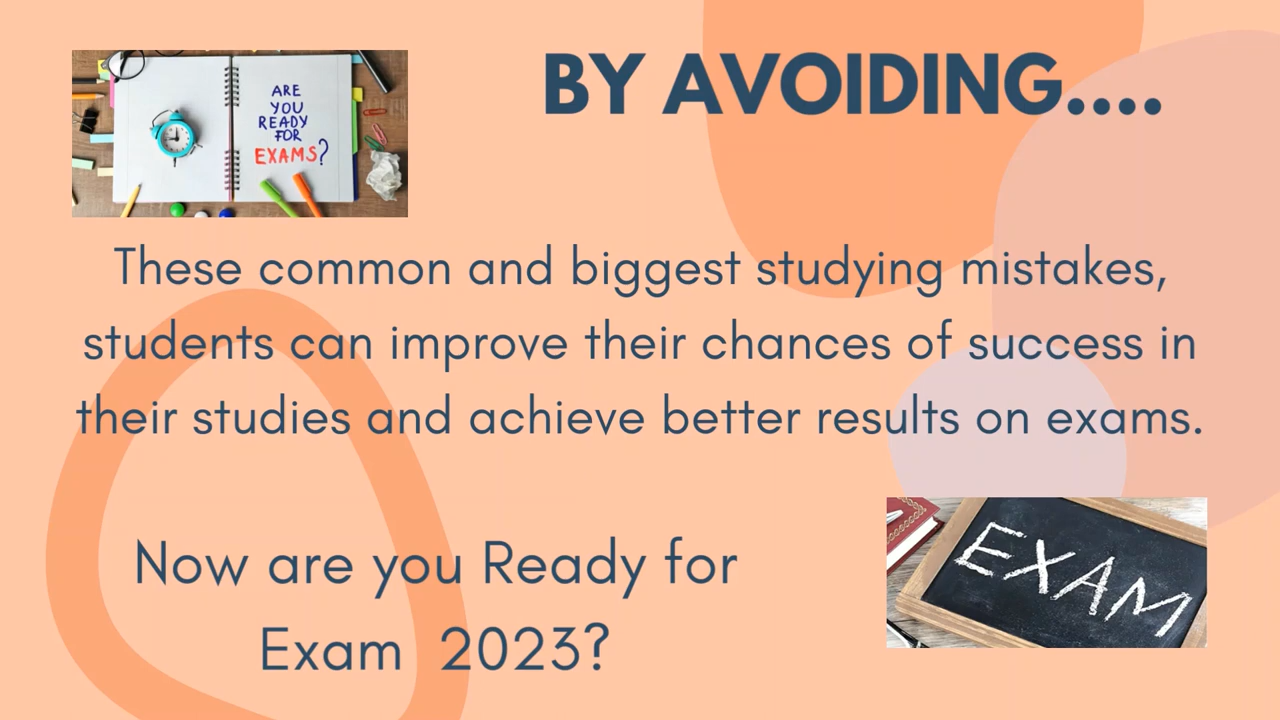 BY AVOIDING....
ARE
YOU
READY
FOR
EXAMS?
These common and biggest studying mistakes,
students can improve their chances of success in
their studies and achieve better results on exams.
Now are you Ready for
Exam 2023?
EXAM